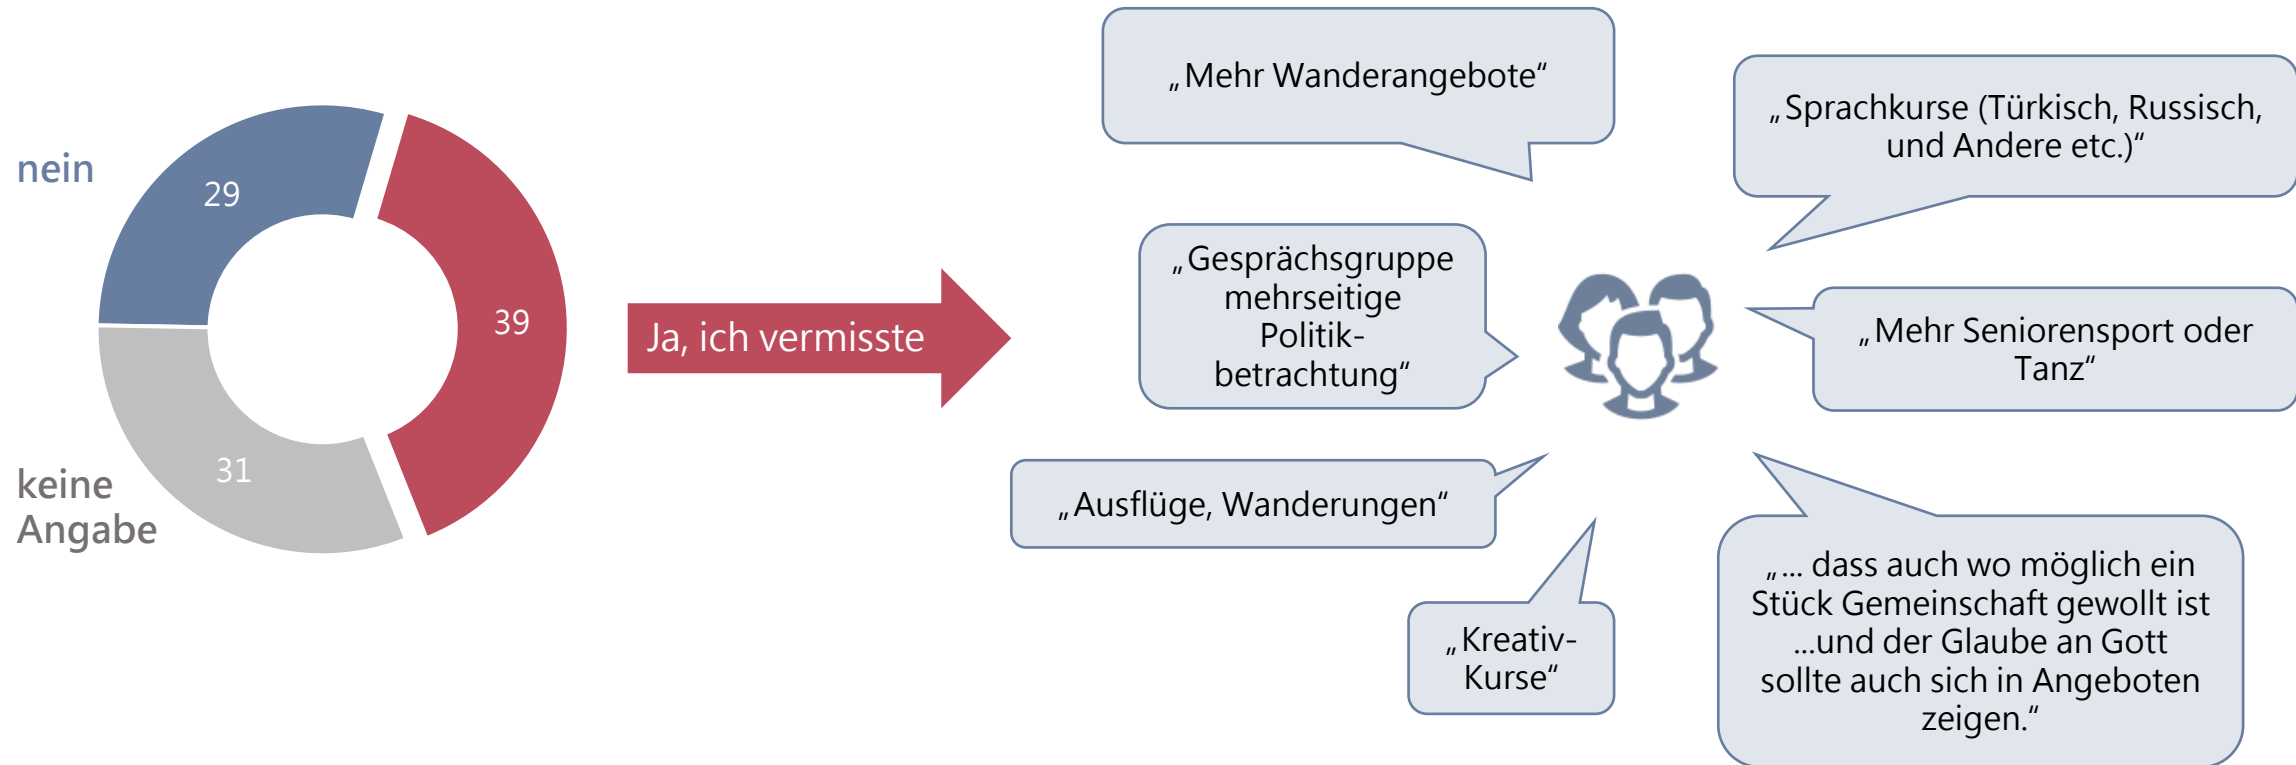 nein
29
39
31
keine
Angabe
Ja, ich vermisste
„Mehr Wanderangebote“
„Sprachkurse (Türkisch, Russisch,
und Andere etc.)“
„Gesprächsgruppe
mehrseitige
Politik-
betrachtung“
„Mehr Seniorensport oder
Tanz“
„Ausflüge, Wanderungen“
„Kreativ-
Kurse“
„... dass auch wo möglich ein
Stück Gemeinschaft gewollt ist
...und der Glaube an Gott
sollte auch sich in Angeboten
zeigen.“